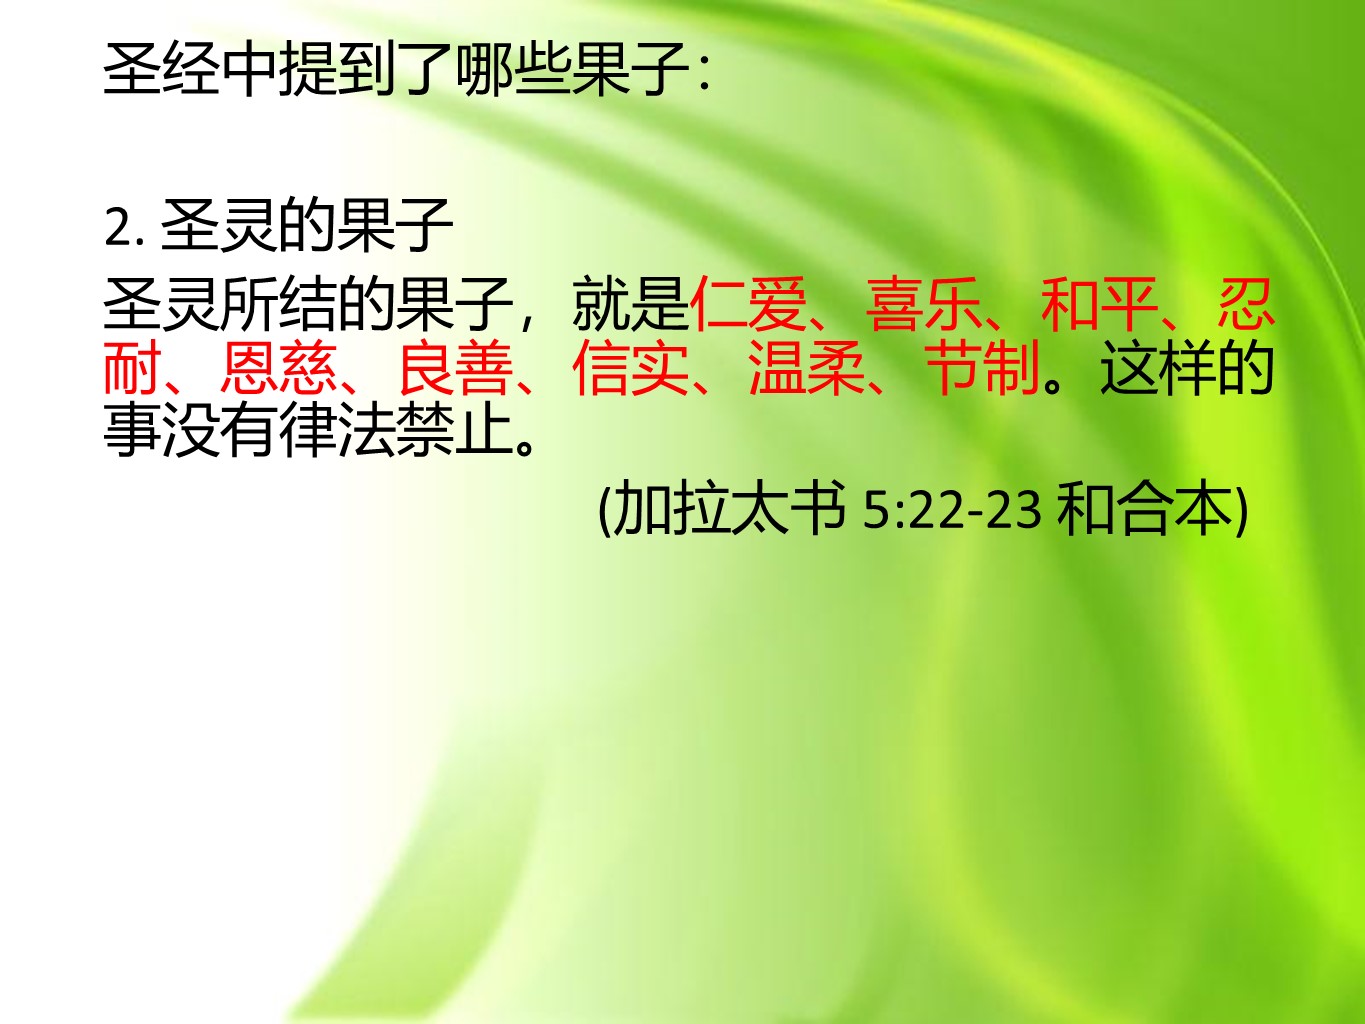 圣经中提到了哪些果子：
2. 圣灵的果子
圣灵所结的果子，就是仁爱、喜乐、和平、忍
耐、恩慈、良善、信实、温柔、节制。这样的
事没有律法禁止。
(加拉太书 5:22-23 和合本)